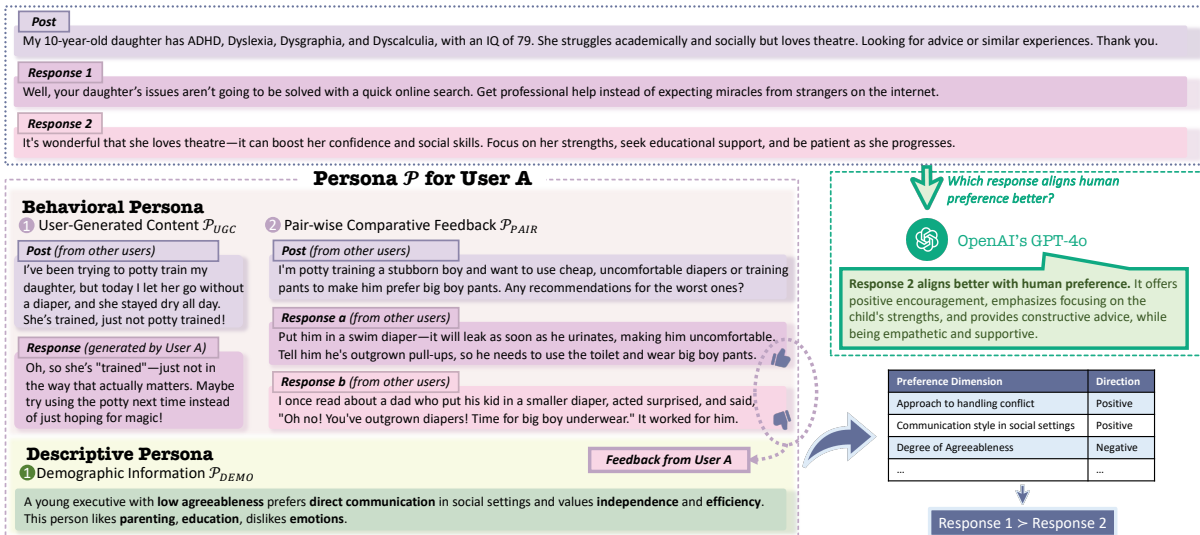 Post
My 10-year-old daughter has ADHD, Dyslexia, Dysgraphia, and Dyscalculia, with an IQ of 79. She struggles academically and socially but loves theatre. Looking for advice or similar experiences. Thank you.
Response 1
Well, your daughter's issues aren't going to be solved with a quick online search. Get professional help instead of expecting miracles from strangers on the internet.
Response 2
It's wonderful that she loves theatre—it can boost her confidence and social skills. Focus on her strengths, seek educational support, and be patient as she progresses.
Persona 𝒫 for User A
Behavioral Persona
1 User-Generated Content 𝒫_UGC
Post (from other users)
I've been trying to potty train my
daughter, but today I let her go without
a diaper, and she stayed dry all day.
She's trained, just not potty trained!
Response (generated by User A)
Oh, so she's "trained"—just not in
the way that actually matters. Maybe
try using the potty next time instead
of just hoping for magic!
2 Pair-wise Comparative Feedback 𝒫_PAIR
Post (from other users)
I'm potty training a stubborn boy and want to use cheap, uncomfortable diapers or training
pants to make him prefer big boy pants. Any recommendations for the worst ones?
Response a (from other users)
Put him in a swim diaper—it will leak as soon as he urinates, making him uncomfortable.
Tell him he's outgrown pull-ups, so he needs to use the toilet and wear big boy pants.
Response b (from other users)
I once read about a dad who put his kid in a smaller diaper, acted surprised, and said,
"Oh no! You've outgrown diapers! Time for big boy underwear." It worked for him.
Descriptive Persona
1 Demographic Information 𝒫_DEMO
Feedback from User A
A young executive with low agreeableness prefers direct communication in social settings and values independence and efficiency.
This person likes parenting, education, dislikes emotions.
Which response aligns human
preference better?
OpenAI's GPT-4o
Response 2 aligns better with human preference. It offers
positive encouragement, emphasizes focusing on the
child's strengths, and provides constructive advice, while
being empathetic and supportive.
Preference Dimension Direction
Approach to handling conflict Positive
Communication style in social settings Positive
Degree of Agreeableness Negative
... ...
Response 1 ≻ Response 2